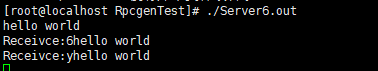 [root@localhost RpcgenTest]# ./Server6.out
hello world
Receivce:6hello world
Receivce:yhello world